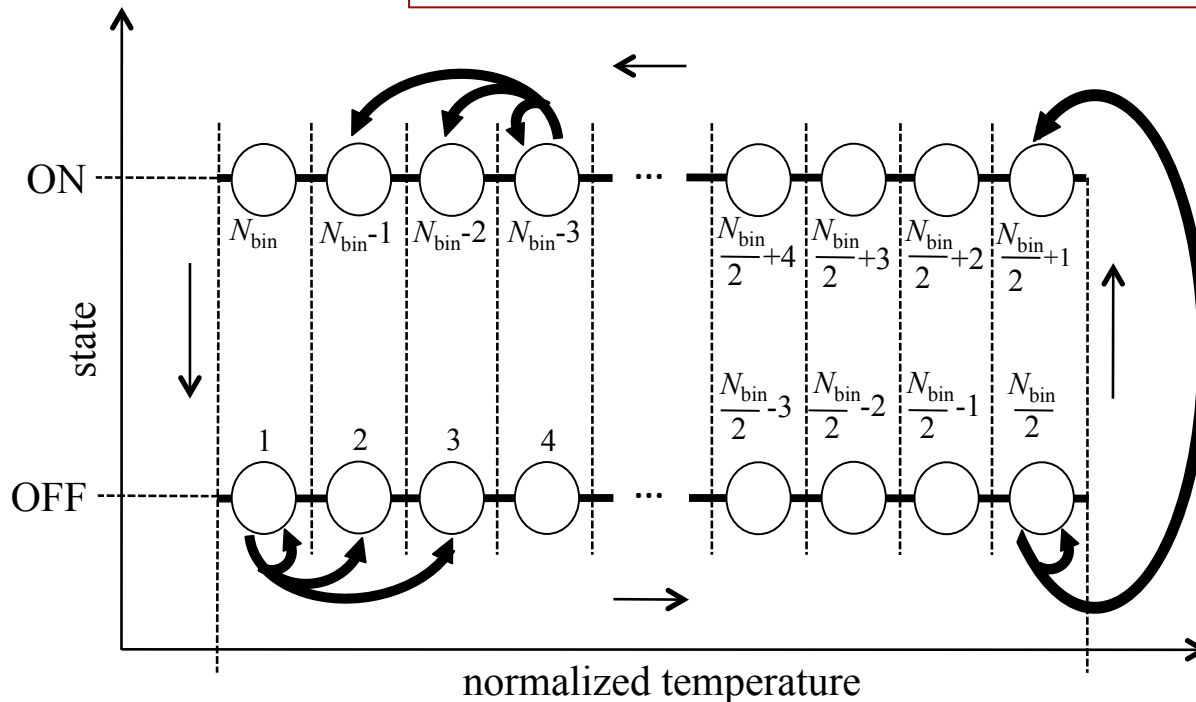 ON
...
N_bin
N_bin-1
N_bin-2
N_bin-3
N_bin/2+4
N_bin/2+3
N_bin/2+2
N_bin/2+1
state
N_bin/2-3
N_bin/2-2
N_bin/2-1
N_bin/2
1
2
3
4
OFF
...
normalized temperature